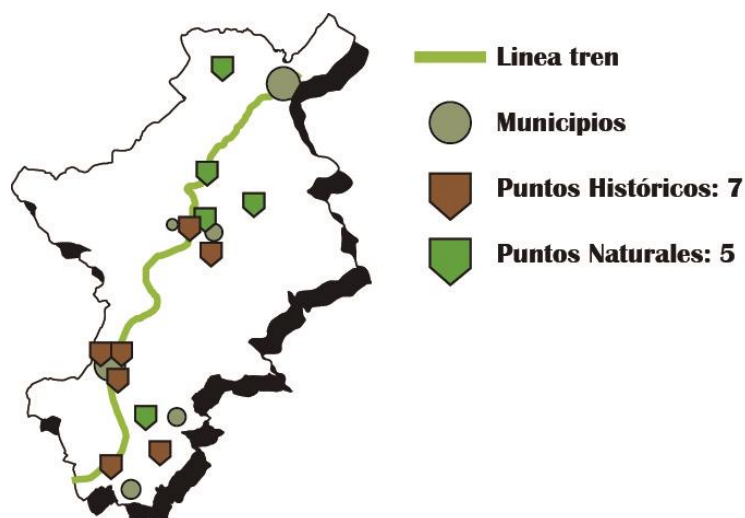 Linea tren
Municipios
Puntos Históricos: 7
Puntos Naturales: 5